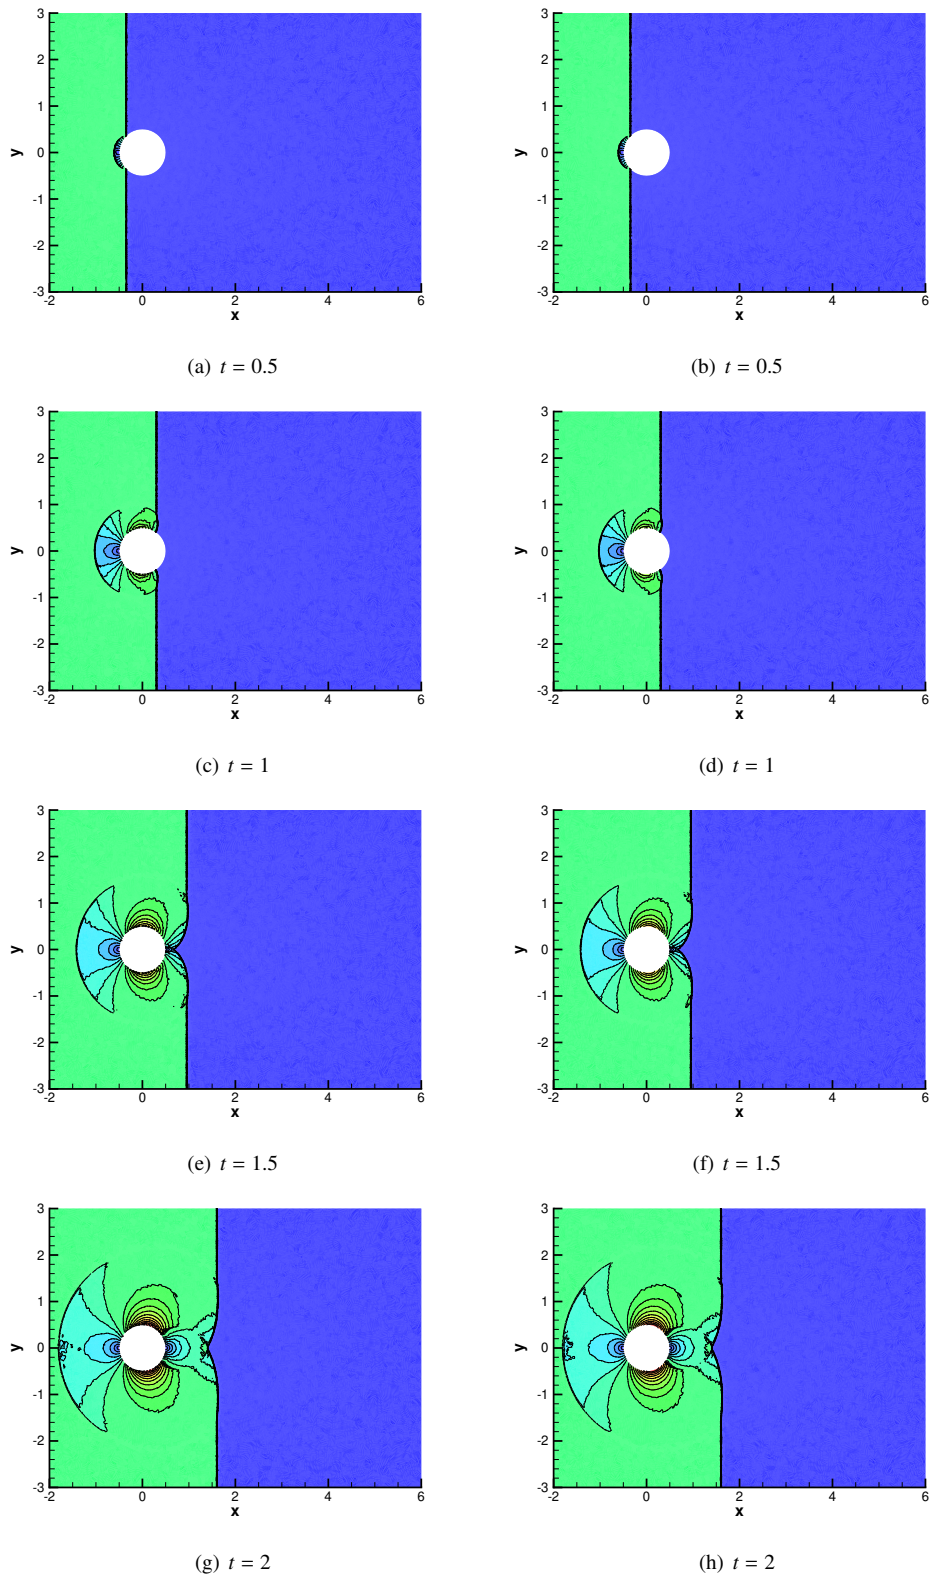 3 3
2 2
1 1
y 0 y 0
-1 -1
-2 -2
-3 -3
-2 0 2 4 6 -2 0 2 4 6
x x
(a) t = 0.5 (b) t = 0.5
3 3
2 2
1 1
y 0 y 0
-1 -1
-2 -2
-3 -3
-2 0 2 4 6 -2 0 2 4 6
x x
(c) t = 1 (d) t = 1
3 3
2 2
1 1
y 0 y 0
-1 -1
-2 -2
-3 -3
-2 0 2 4 6 -2 0 2 4 6
x x
(e) t = 1.5 (f) t = 1.5
3 3
2 2
1 1
y 0 y 0
-1 -1
-2 -2
-3 -3
-2 0 2 4 6 -2 0 2 4 6
x x
(g) t = 2 (h) t = 2